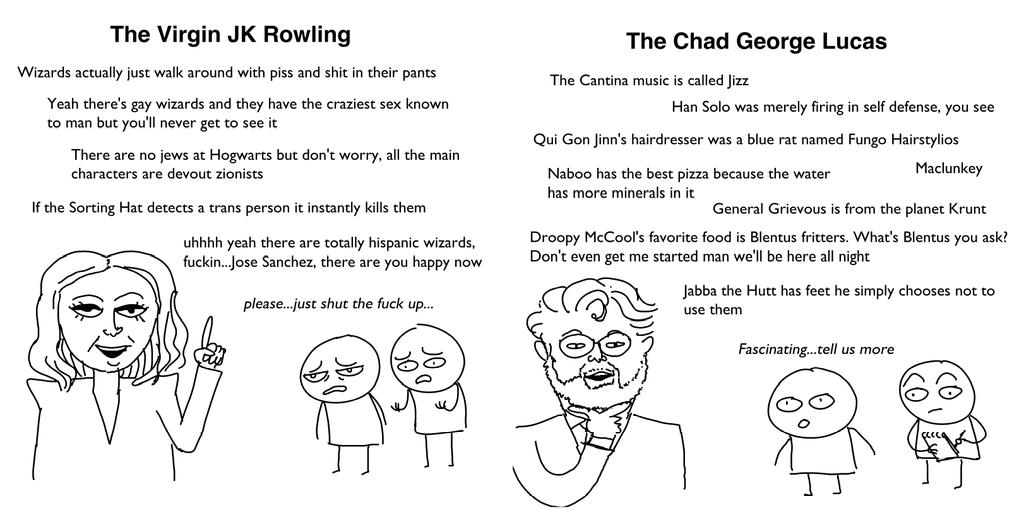 The Virgin JK Rowling
Wizards actually just walk around with piss and shit in their pants
Yeah there's gay wizards and they have the craziest sex known
to man but you'll never get to see it
There are no jews at Hogwarts but don't worry, all the main
characters are devout zionists
If the Sorting Hat detects a trans person it instantly kills them
uhhhh yeah there are totally hispanic wizards,
fuckin...Jose Sanchez, there are you happy now
please...just shut the fuck up...
The Chad George Lucas
The Cantina music is called Jizz
Han Solo was merely firing in self defense, you see
Qui Gon Jinn's hairdresser was a blue rat named Fungo Hairstylios
Maclunkey
Naboo has the best pizza because the water
has more minerals in it
General Grievous is from the planet Krunt
Droopy McCool's favorite food is Blentus fritters. What's Blentus you ask?
Don't even get me started man we'll be here all night
Jabba the Hutt has feet he simply chooses not to
use them
Fascinating...tell us more